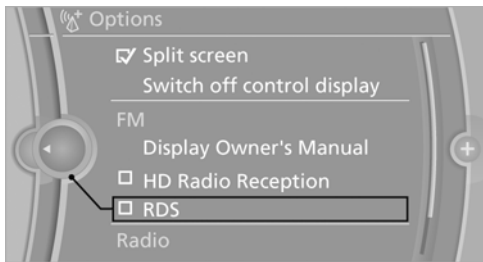 Options
Split screen
Switch off control display
FM
Display Owner's Manual
HD Radio Reception
RDS
Radio